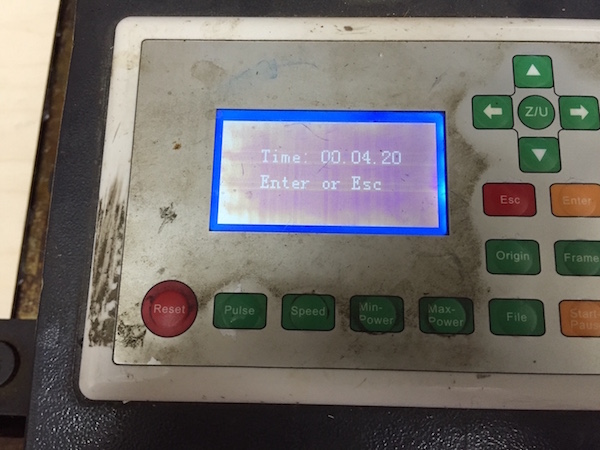 Time: 00.04.20
Enter or Esc
Z/U
Esc
Enter
Origin
Frame
Reset
Pulse
Speed
Min-
Power
Max-
Power
File
Start-